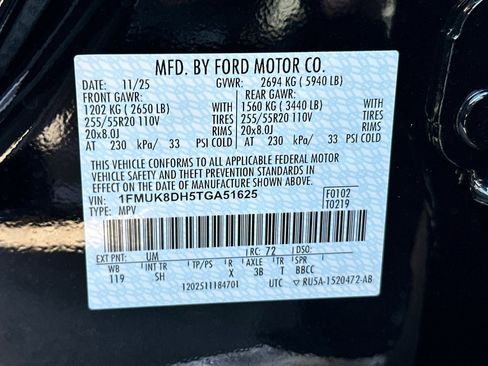 MFD. BY FORD MOTOR CO.
DATE: 11/25 GVWR: 2694 KG ( 5940 LB)
FRONT GAWR: REAR GAWR:
1202 KG ( 2650 LB) 1560 KG ( 3440 LB)
255/55R20 110V TIRES 255/55R20 110V TIRES
20x8.0J RIMS 20x8.0J RIMS
AT 230 kPa/ 33 PSI COLD AT 230 kPa/ 33 PSI COLD
THIS VEHICLE CONFORMS TO ALL APPLICABLE FEDERAL MOTOR
VEHICLE SAFETY AND BUMPER STANDARDS IN EFFECT ON THE DATE OF
MANUFACTURE SHOWN ABOVE.
VIN: 1FMUK8DH5TGA51625 F0102
TYPE: MPV T0219
EXT PNT: UM RC: 72 DSO:
WB INT TR TP/PS R AXLE TR SPR
119 SH X 3B T BBCC
1202511184701 UTC RU5A-1520472-AB